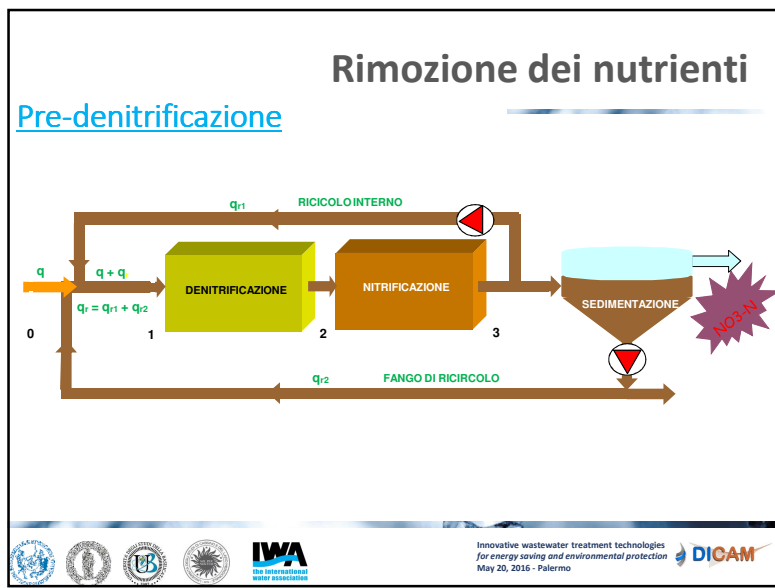 Rimozione dei nutrienti
Pre-denitrificazione
qr1 RICICOLO INTERNO
q q + q
DENITRIFICAZIONE
NITRIFICAZIONE
SEDIMENTAZIONE
NO3-N
qr = qr1 + qr2
0 1 2 3
qr2 FANGO DI RICIRCOLO
UB
IWA
the international
water association
Innovative wastewater treatment technologies
for energy saving and environmental protection
May 20, 2016 - Palermo
DICAM